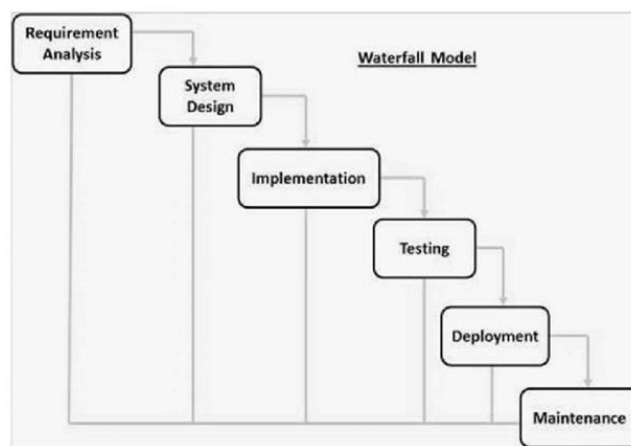 Requirement
Analysis
Waterfall Model
System
Design
Implementation
Testing
Deployment
Maintenance